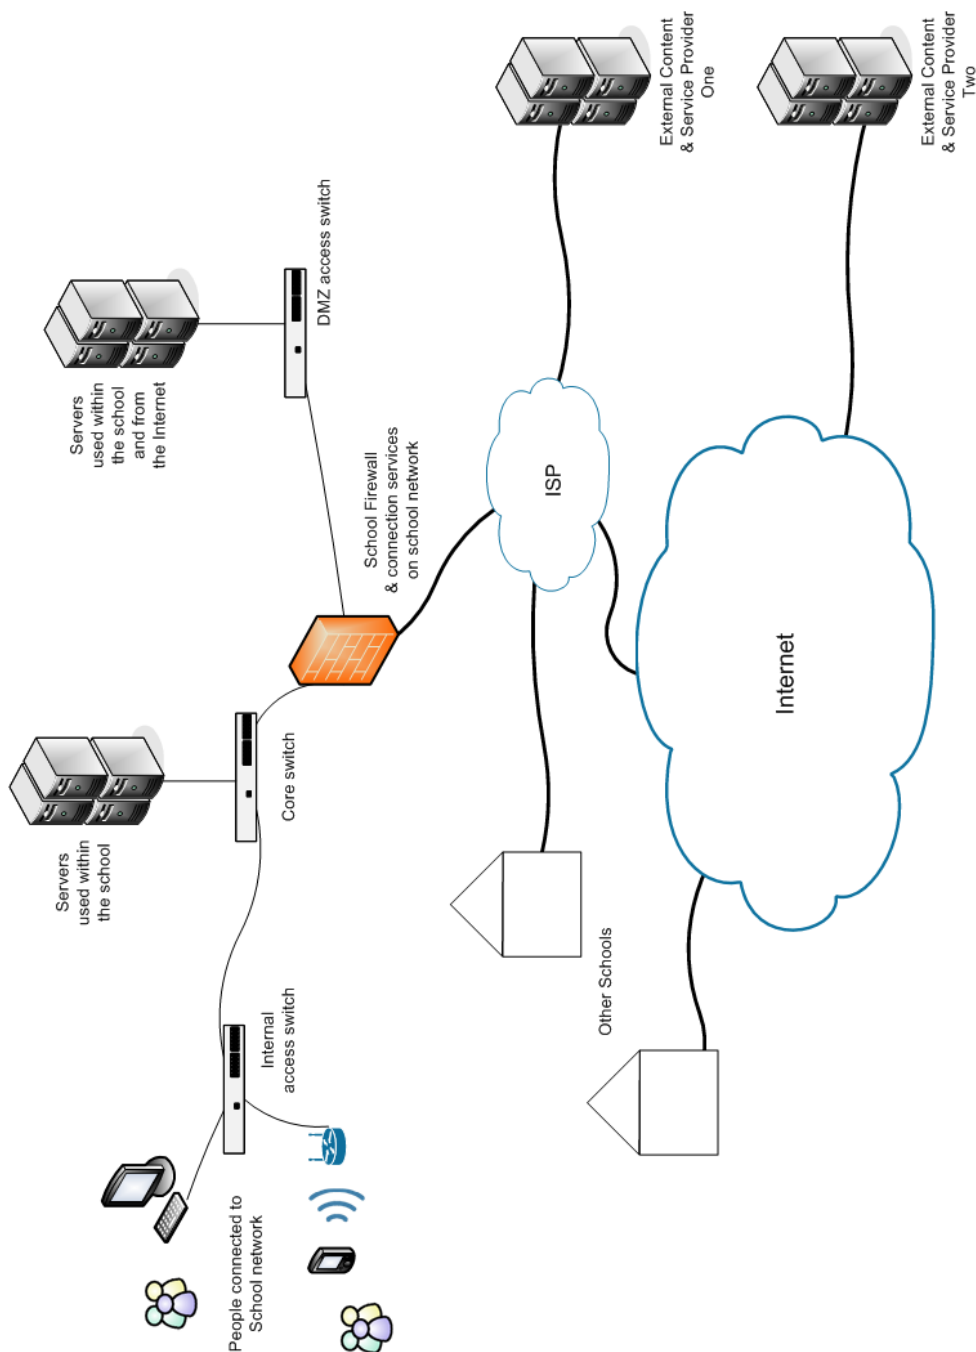 External Content
& Service Provider
One
External Content
& Service Provider
Two
DMZ access switch
Servers
used within
the school
and from
the Internet
School Firewall
& connection services
on school network
ISP
Internet
Core switch
Servers
used within
the school
Other Schools
Internal
access switch
People connected to
School network